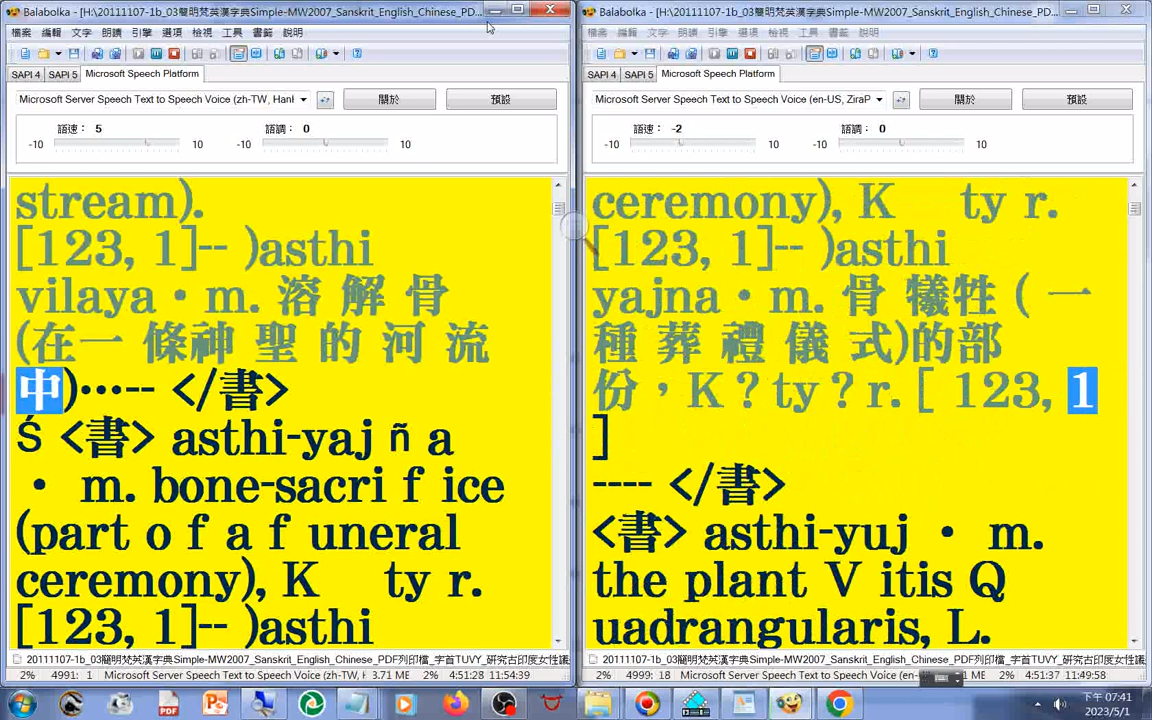 Balabolka - [H:\20111107-1b_03簡明梵英漢字典Simple-MW2007_Sanskrit_English_Chinese_PD...
檔案 編輯 文字 朗讀 引擎 選項 檢視 工具 書籤 說明
SAPI 4 SAPI 5 Microsoft Speech Platform
Microsoft Server Speech Text to Speech Voice (zh-TW, Hanl
關於 預設
語速： 5 語調： 0
-10 10 -10 10
stream).
[123, 1]-- )asthi
vilaya · m. 溶 解 骨
(在一 條神 聖 的 河 流
中)…-- </書>
Ś <書> asthi-yaj ñ a
· m. bone-sacri f ice
(part o f a f uneral
ceremony), K ty r.
[123, 1]-- )asthi
20111107-1b_03簡明梵英漢字典Simple-MW2007_Sanskrit_English_Chinese_PDF列印檔_字首TUVY_研究古印度女性議
2% 4991: 1 Microsoft Server Speech Text to Speech Voice (zh-TW, H 3.71 ME 2% 4:51:28 11:54:39
Balabolka - [H:\20111107-1b_03簡明梵英漢字典Simple-MW2007_Sanskrit_English_Chinese_PD...
檔案 編輯 文字 朗讀 引擎 選項 檢視 工具 書籤 說明
SAPI 4 SAPI 5 Microsoft Speech Platform
Microsoft Server Speech Text to Speech Voice (en-US, ZiraP
關於 預設
語速： -2 語調： 0
-10 10 -10 10
ceremony), K ty r.
[123, 1]-- )asthi
yajna · m. 骨 犧牲 ( 一
種 葬 禮 儀 式)的部
份，K？ty？r. [ 123, 1
]
---- </書>
<書> asthi-yuj · m.
the plant V itis Q
uadrangularis, L.
20111107-1b_03簡明梵英漢字典Simple-MW2007_Sanskrit_English_Chinese_PDF列印檔_字首TUVY_研究古印度女性議
2% 4999: 18 Microsoft Server Speech Text to Speech Voice (en-U ME 2% 4:51:37 11:49:58
下午 07:41
2023/5/1